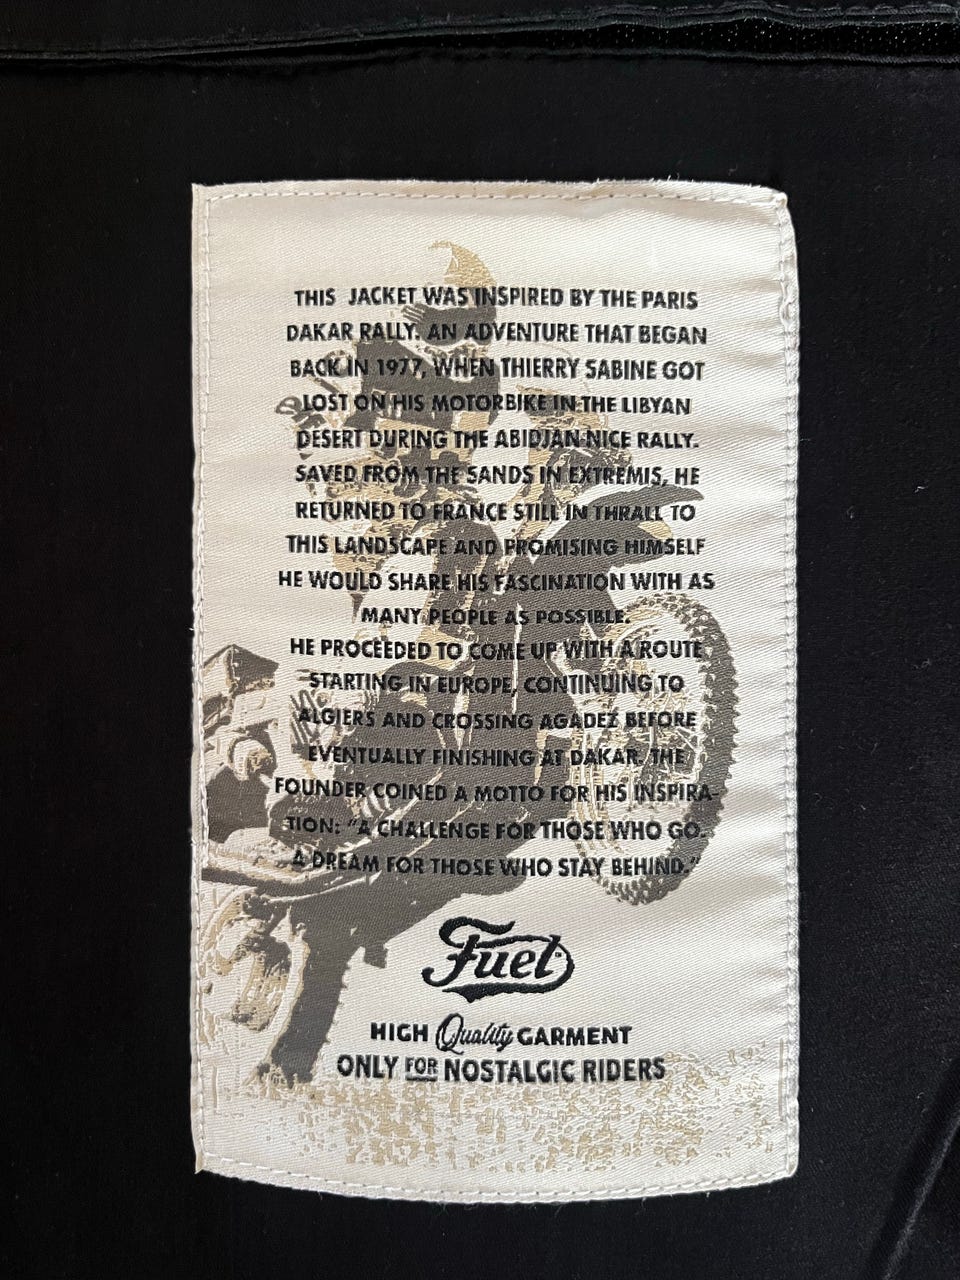 THIS JACKET WAS INSPIRED BY THE PARIS
DAKAR RALLY. AN ADVENTURE THAT BEGAN
BACK IN 1977, WHEN THIERRY SABINE GOT
LOST ON HIS MOTORBIKE IN THE LIBYAN
DESERT DURING THE ABIDJAN-NICE RALLY.
SAVED FROM THE SANDS IN EXTREMIS, HE
RETURNED TO FRANCE STILL IN THRALL TO
THIS LANDSCAPE AND PROMISING HIMSELF
HE WOULD SHARE HIS FASCINATION WITH AS
MANY PEOPLE AS POSSIBLE.
HE PROCEEDED TO COME UP WITH A ROUTE
STARTING IN EUROPE, CONTINUING TO
ALGIERS AND CROSSING AGADEZ BEFORE
EVENTUALLY FINISHING AT DAKAR. THE
FOUNDER COINED A MOTTO FOR HIS INSPIRA-
TION: "A CHALLENGE FOR THOSE WHO GO.
A DREAM FOR THOSE WHO STAY BEHIND."
Fuel
HIGH Quality GARMENT
ONLY FOR NOSTALGIC RIDERS